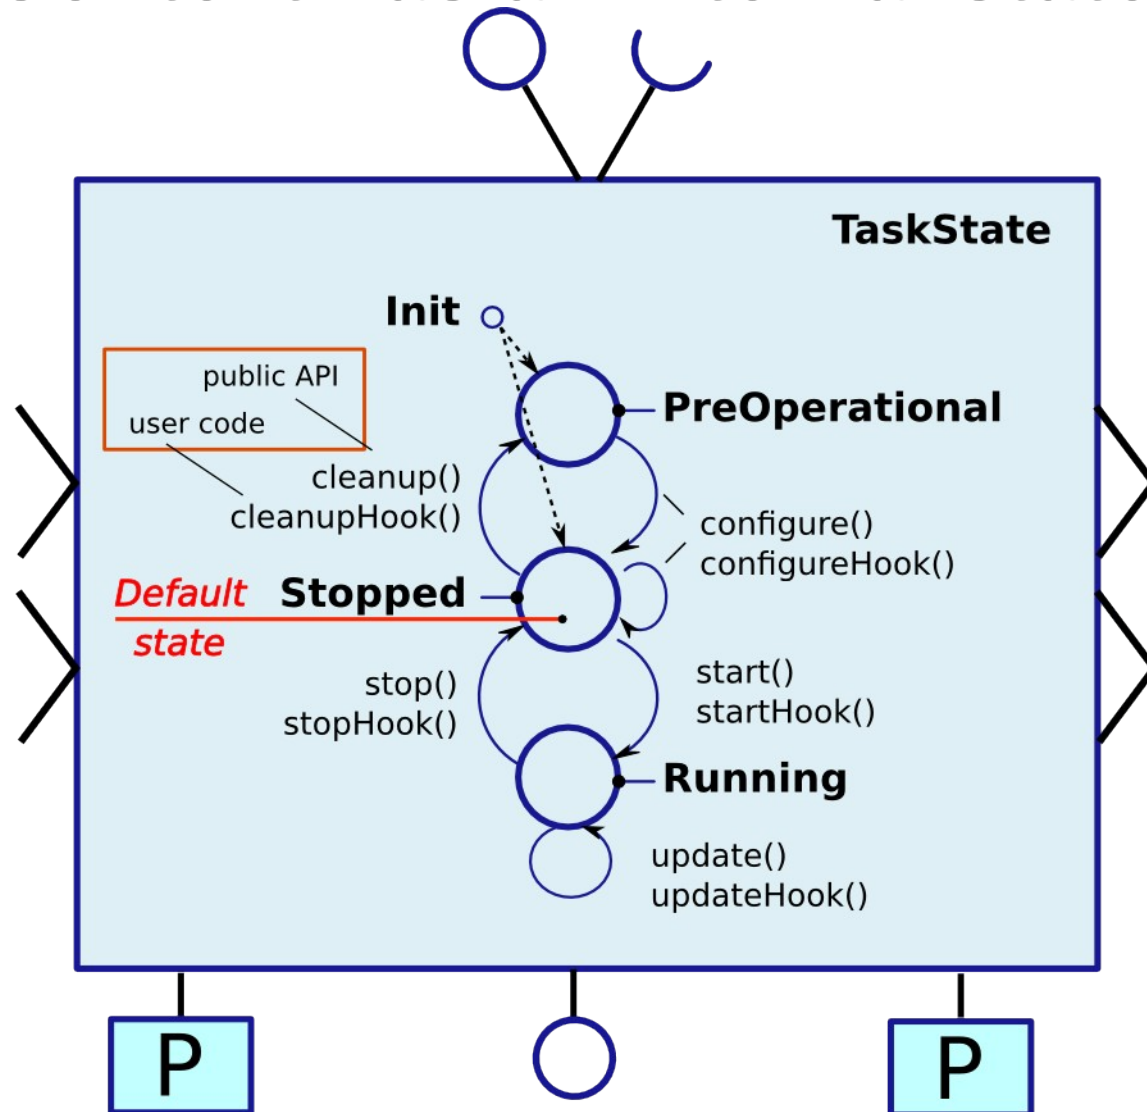 TaskState
Init
public API
user code
PreOperational
cleanup()
cleanupHook()
configure()
configureHook()
Default
state
Stopped
stop()
stopHook()
start()
startHook()
Running
update()
updateHook()
P
P